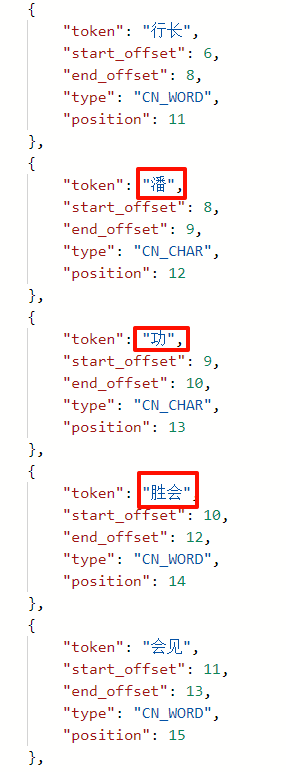 {
"token": "行长",
"start_offset": 6,
"end_offset": 8,
"type": "CN_WORD",
"position": 11
},
{
"token": "潘",
"start_offset": 8,
"end_offset": 9,
"type": "CN_CHAR",
"position": 12
},
{
"token": "功",
"start_offset": 9,
"end_offset": 10,
"type": "CN_CHAR",
"position": 13
},
{
"token": "胜会",
"start_offset": 10,
"end_offset": 12,
"type": "CN_WORD",
"position": 14
},
{
"token": "会见",
"start_offset": 11,
"end_offset": 13,
"type": "CN_WORD",
"position": 15
},